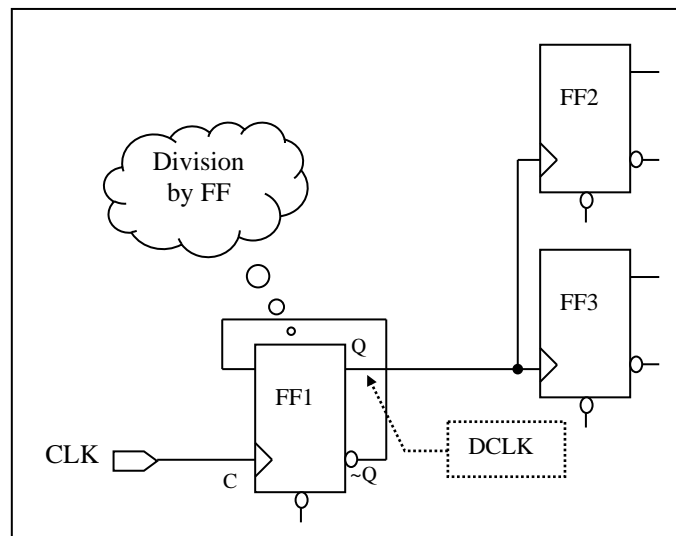 FF2
Division
by FF
FF3
Q
FF1
DCLK
CLK
C
~Q